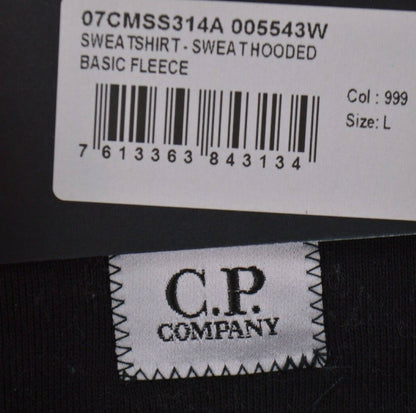 07CMSS314A 005543W
SWEATSHIRT - SWEAT HOODED
BASIC FLEECE
Col : 999
Size: L
7 613363 843134
C.P.
COMPANY